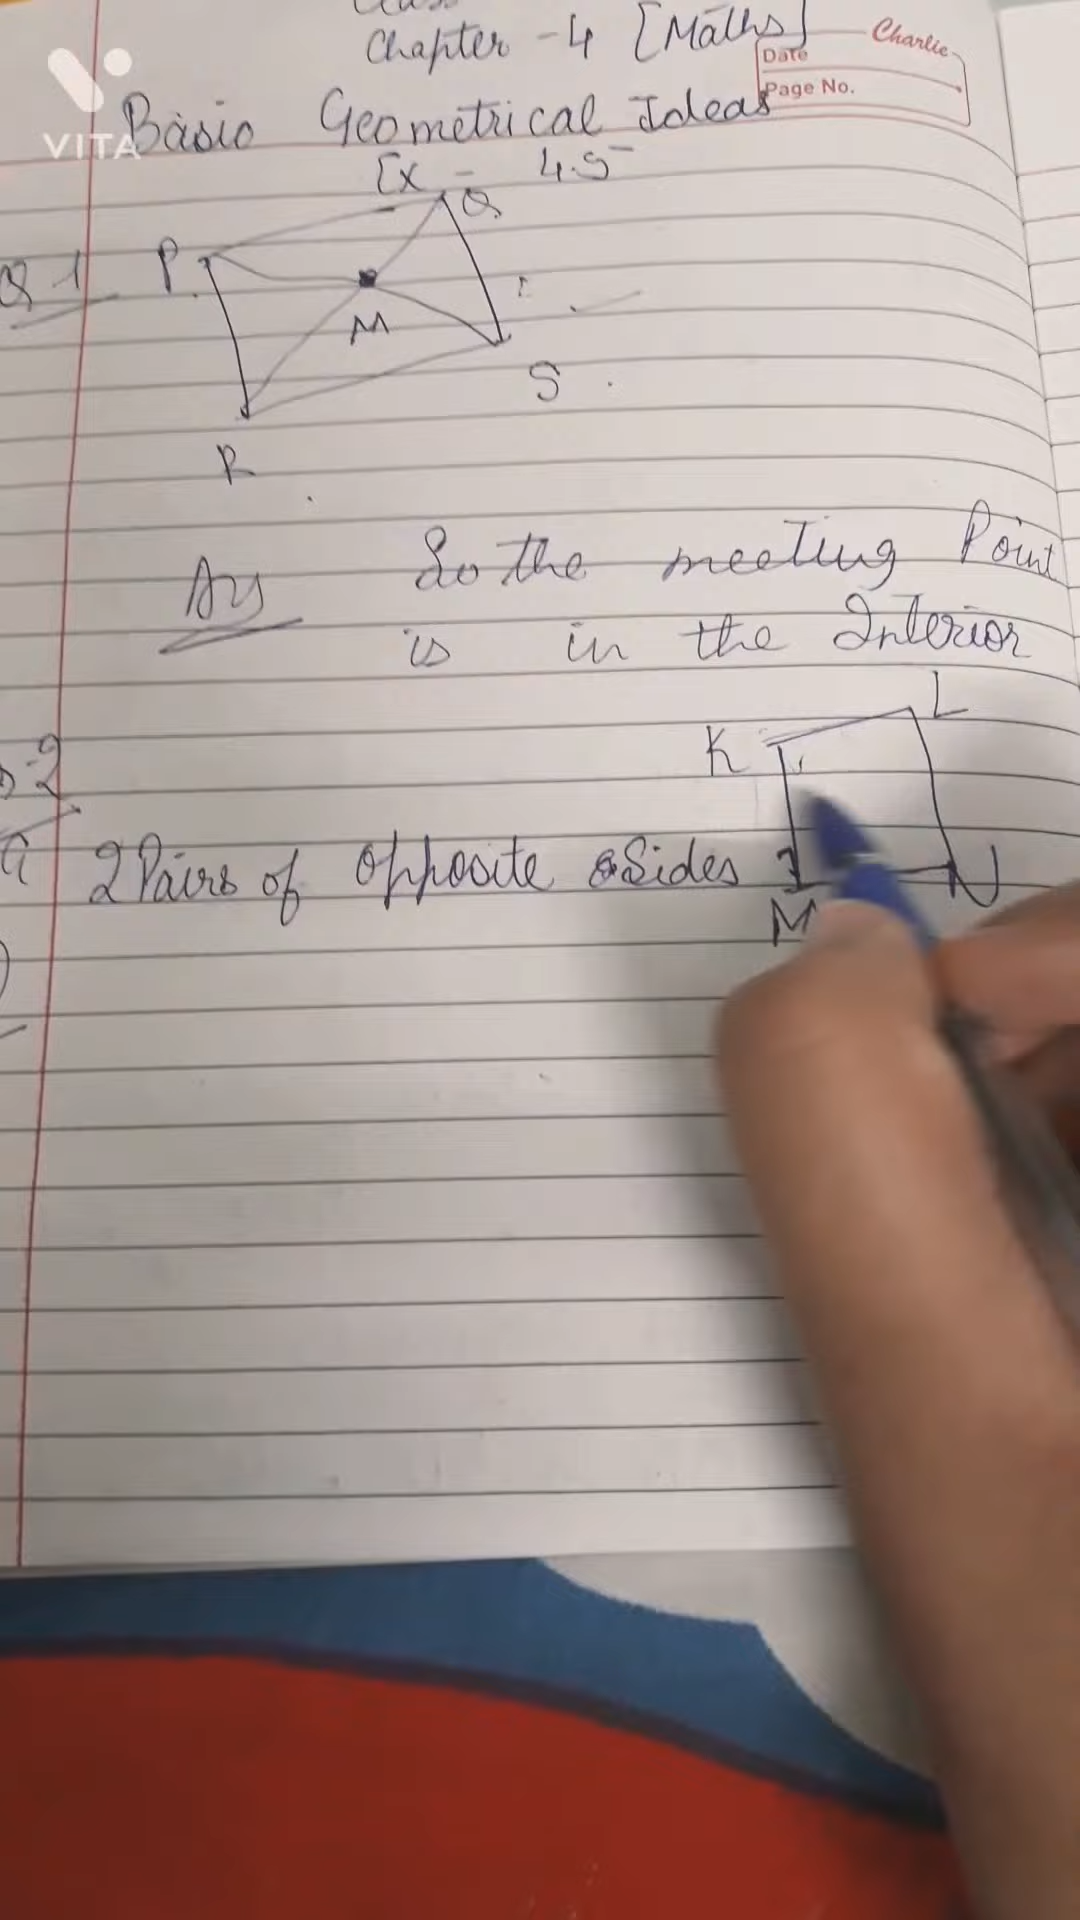 Chapter - 4 [Maths]
Charlie
Date
Page No.
VITA
Basic Geometrical Ideas
Ex - 4.5
Q 1
P
Q
M
S
R
So the meeting Point
is in the Interior
K
L
2 Pairs of Opposite Sides
M
N